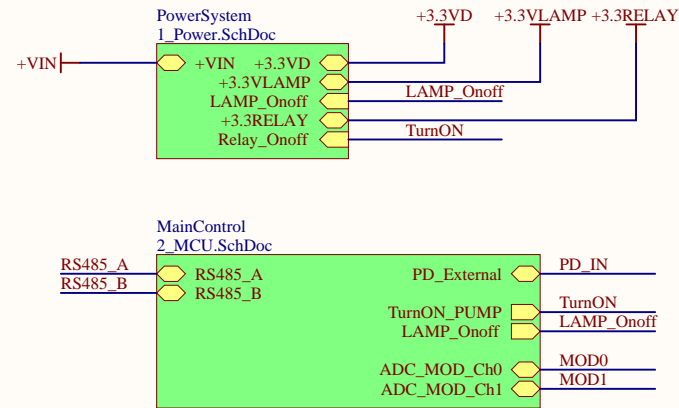 PowerSystem
1_Power.SchDoc
+3.3VD
+3.3VLAMP
+3.3RELAY
+VIN
+VIN
+3.3VD
+3.3VLAMP
LAMP_Onoff
LAMP_Onoff
+3.3RELAY
Relay_Onoff
TurnON
MainControl
2_MCU.SchDoc
RS485_A
RS485_A
PD_External
PD_IN
RS485_B
RS485_B
TurnON_PUMP
TurnON
LAMP_Onoff
LAMP_Onoff
ADC_MOD_Ch0
MOD0
ADC_MOD_Ch1
MOD1